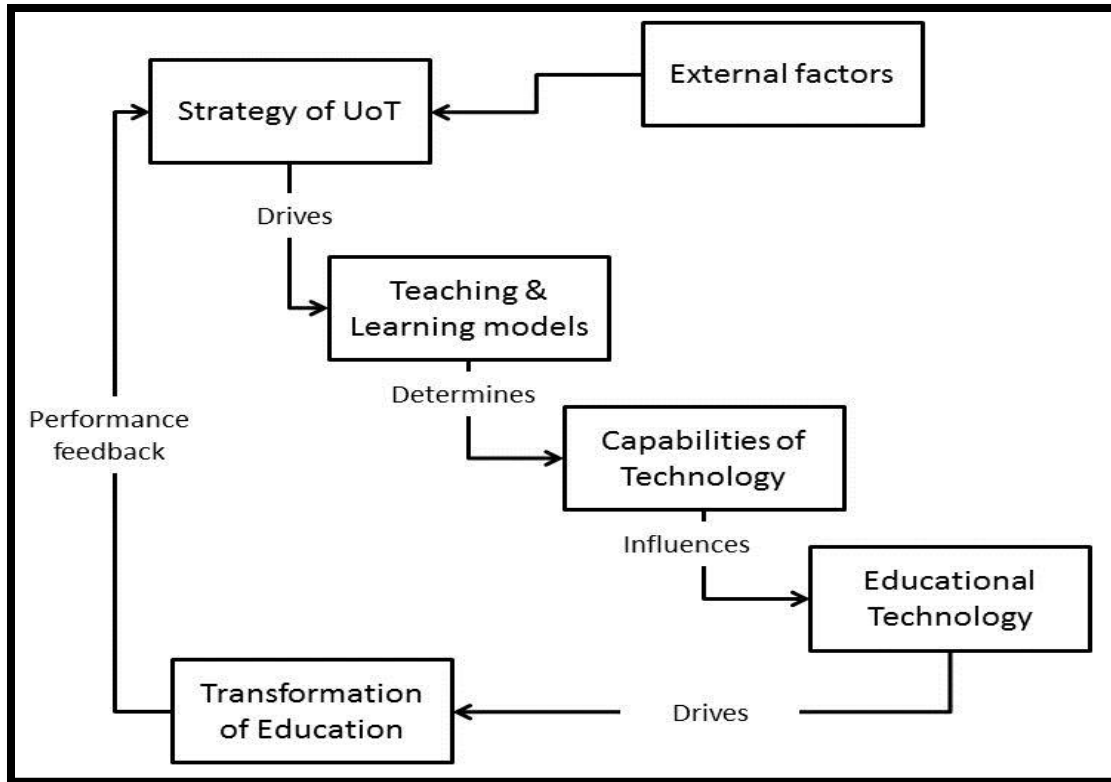 External factors
Strategy of UoT
Drives
Teaching &
Learning models
Determines
Performance
feedback
Capabilities of
Technology
Influences
Educational
Technology
Transformation
of Education
Drives